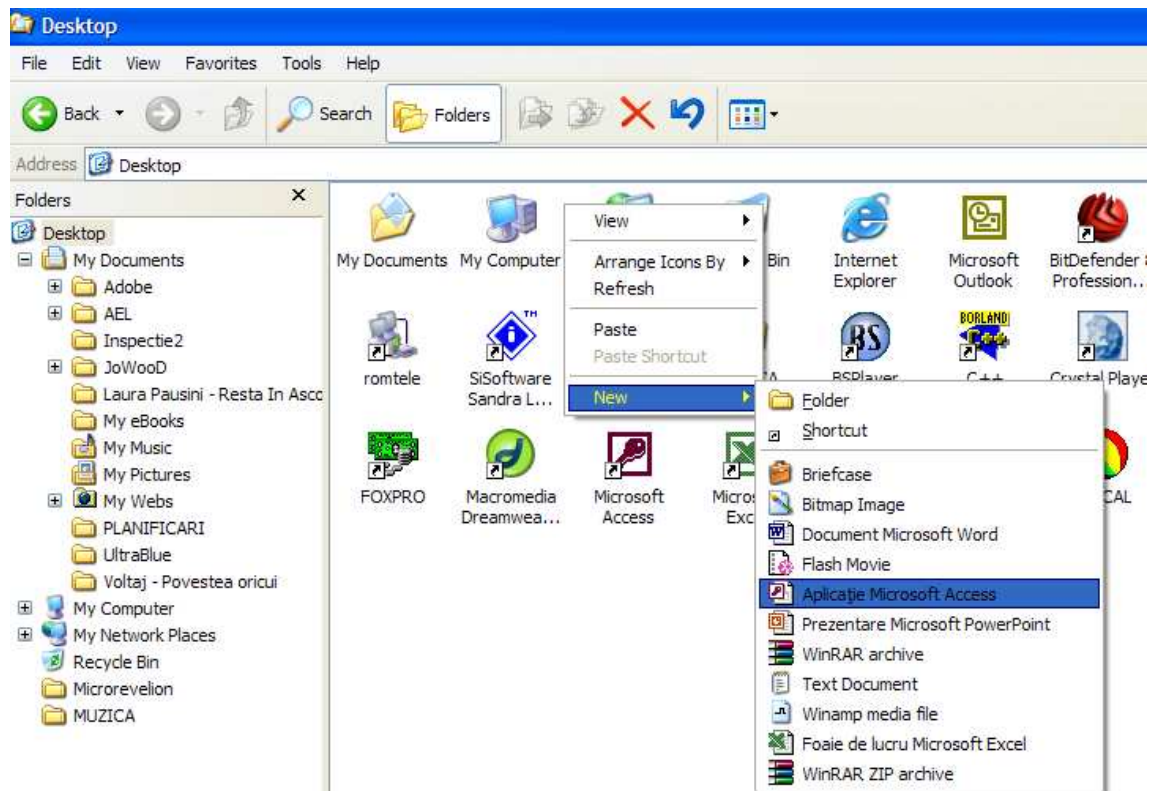 Desktop
File Edit View Favorites Tools Help
Back Search Folders
Address Desktop
Folders
Desktop
My Documents
Adobe
AEL
Inspectie2
JoWooD
Laura Pausini - Resta In Asco
My eBooks
My Music
My Pictures
My Webs
PLANIFICARI
UltraBlue
Voltaj - Povestea oricui
My Computer
My Network Places
Recycle Bin
Microrevelion
MUZICA
My Documents
My Computer
Bin
Internet
Explorer
Microsoft
Outlook
BitDefender
Profession...
romtele
SiSoftware
Sandra L...
BSPlayer
BORLAND
C++
Crystal Playe
FOXPRO
Macromedia
Dreamwea...
Microsoft
Access
Micros
Exc
CAL
View
Arrange Icons By
Refresh
Paste
Paste Shortcut
New
Folder
Shortcut
Briefcase
Bitmap Image
Document Microsoft Word
Flash Movie
Aplicaţie Microsoft Access
Prezentare Microsoft PowerPoint
WinRAR archive
Text Document
Winamp media file
Foaie de lucru Microsoft Excel
WinRAR ZIP archive